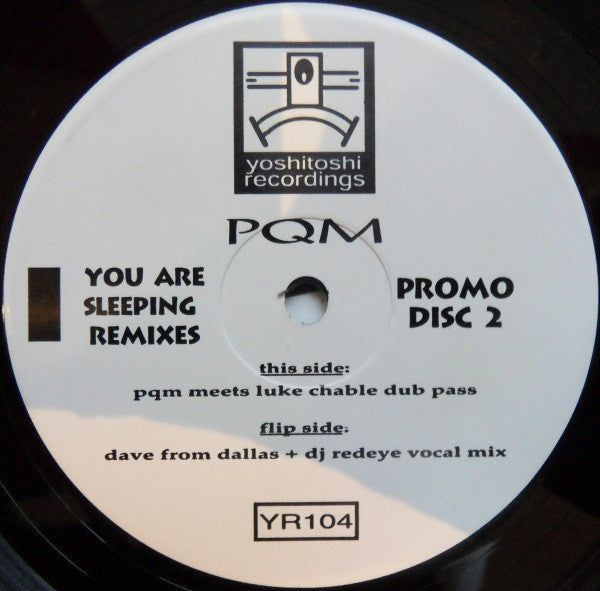 yoshitoshi
recordings
PQM
YOU ARE
SLEEPING
REMIXES
PROMO
DISC 2
this side:
pqm meets luke chable dub pass
flip side:
dave from dallas + dj redeye vocal mix
YR104